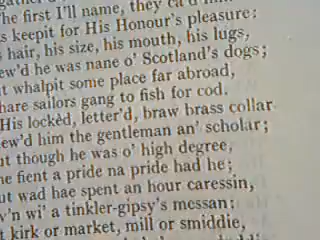 he first I'll name, they ca'd
s keepit for His Honour's pleasure:
hair, his size, his mouth, his lugs,
ew'd he was nane o' Scotland's dogs;
t whalpit some place far abroad,
hare sailors gang to fish for cod.
His lockèd, letter'd, braw brass collar
ew'd him the gentleman an' scholar;
ut though he was o' high degree,
he fient a pride na pride had he;
ut wad hae spent an hour caressin,
y'n wi' a tinkler-gipsy's messan:
t kirk or market, mill or smiddie,